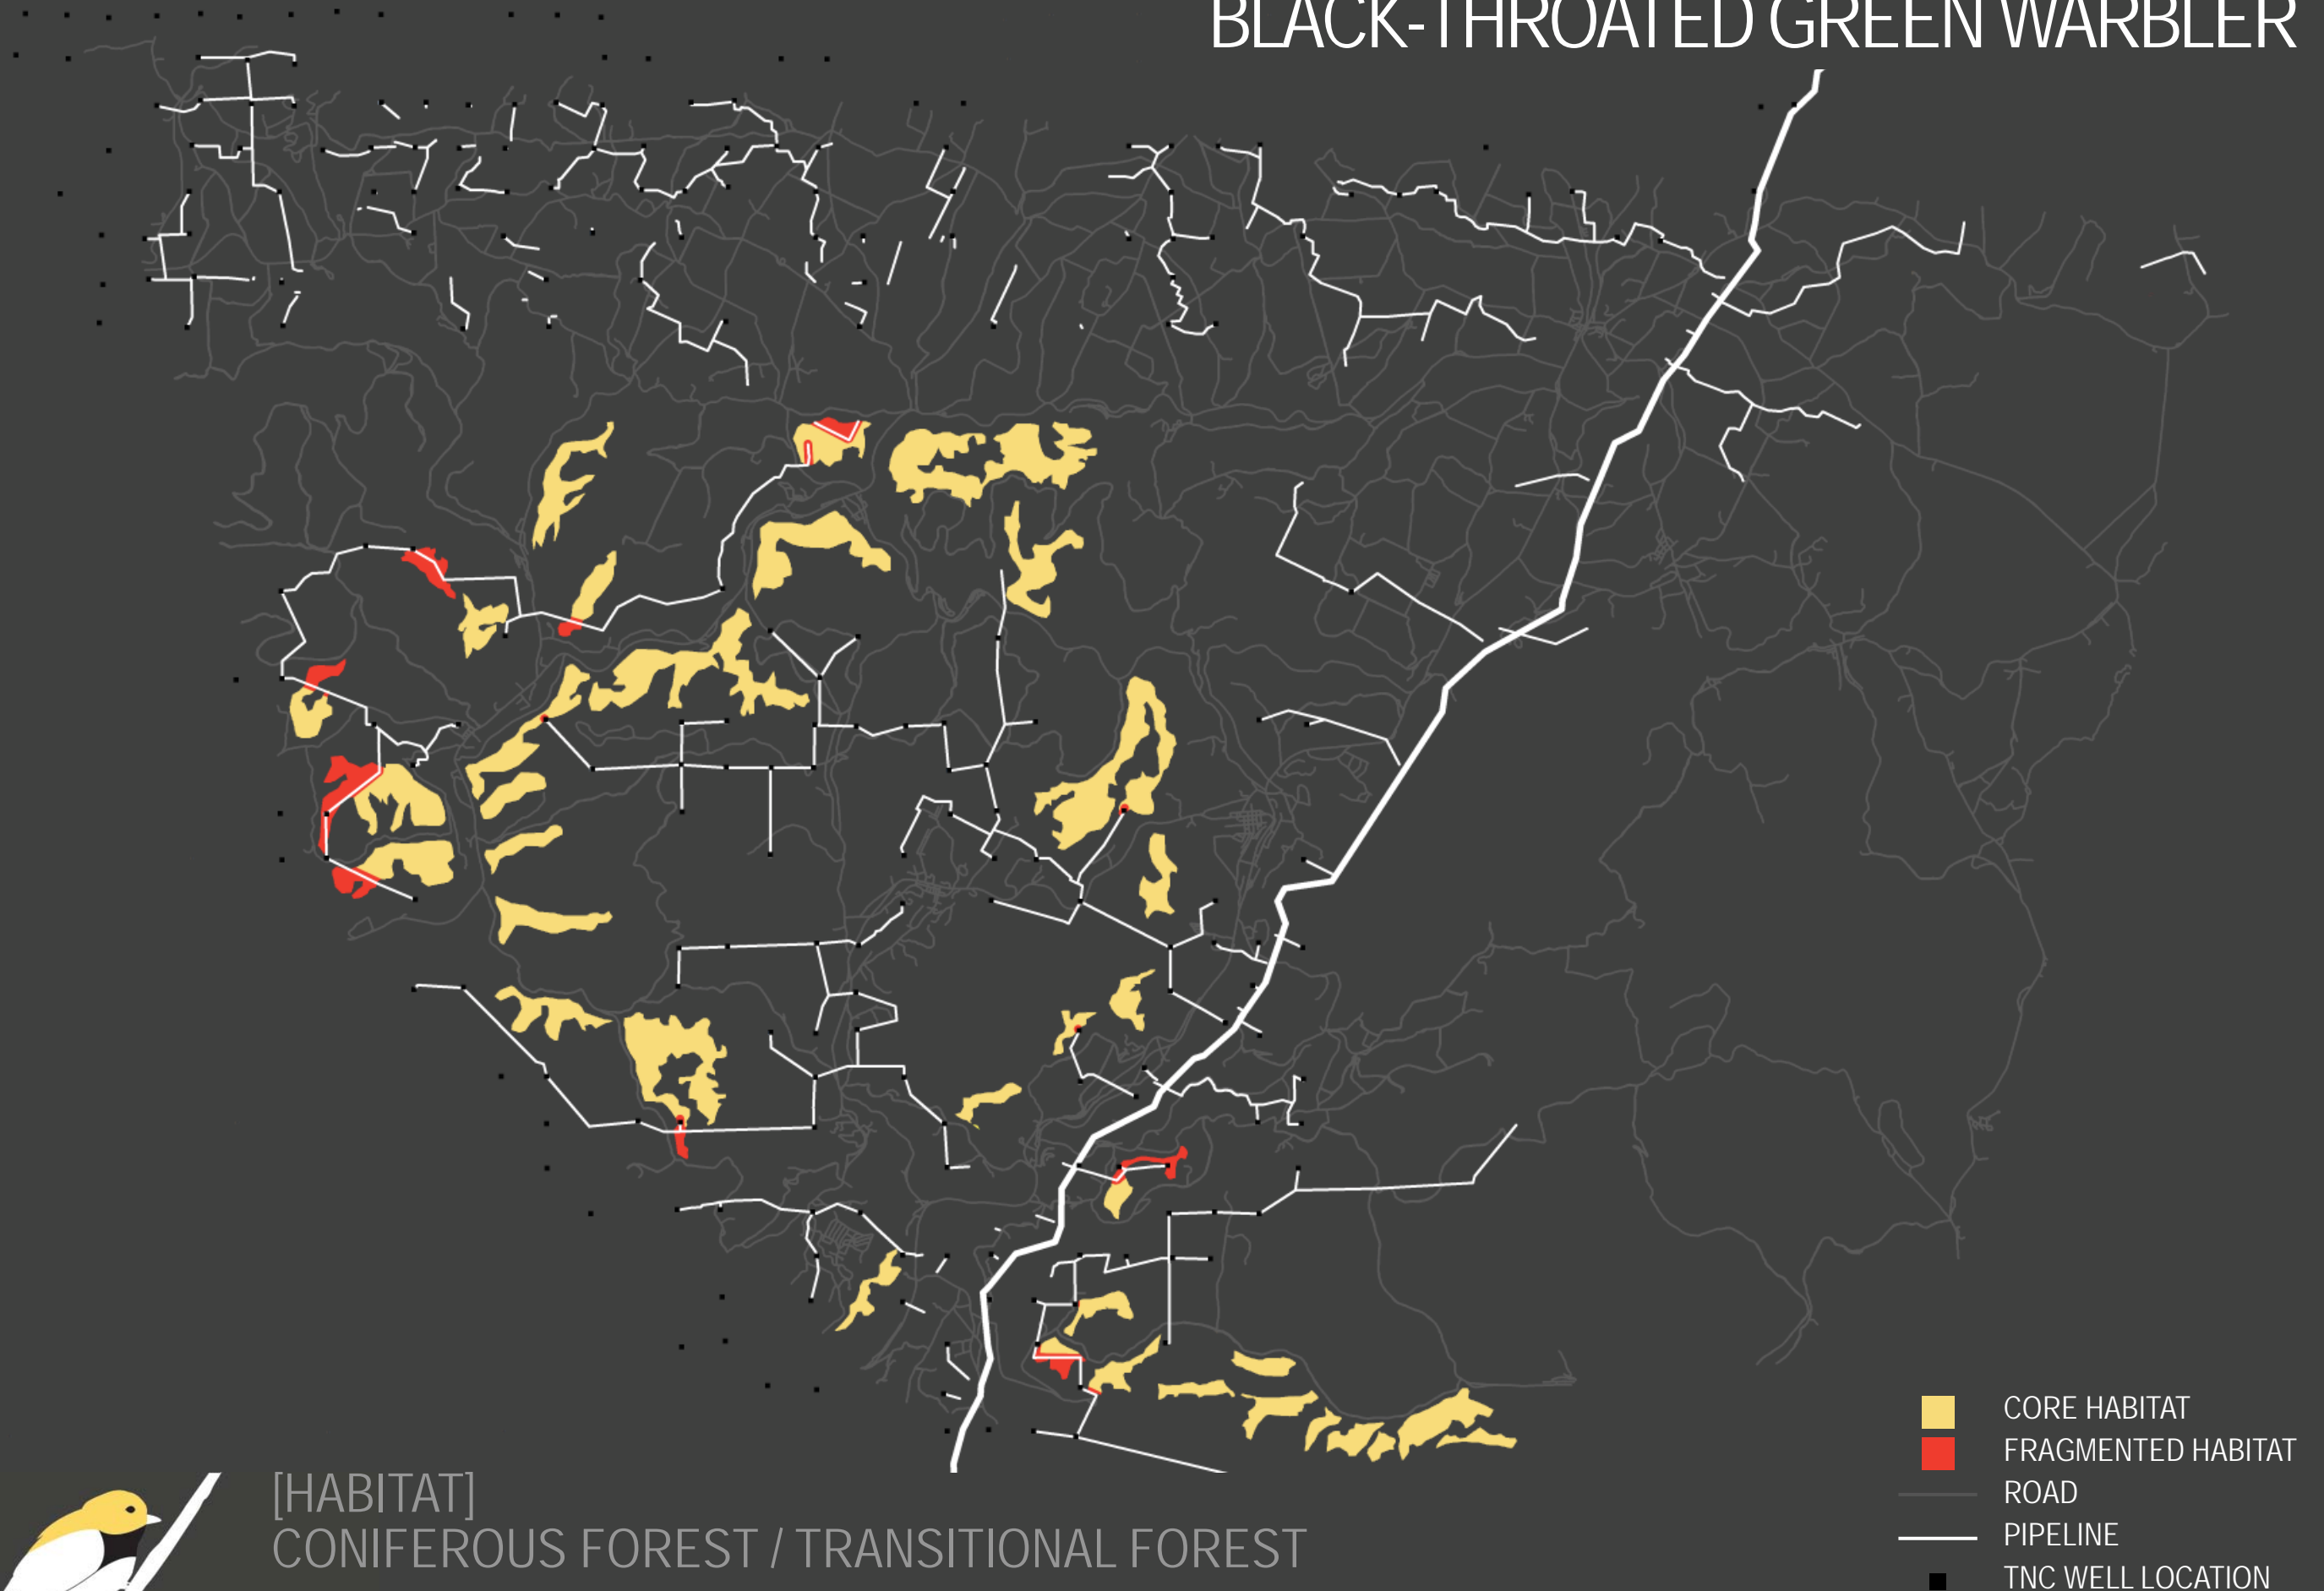 BLACK-THROATED GREEN WARBLER
CORE HABITAT
FRAGMENTED HABITAT
ROAD
PIPELINE
TNC WELL LOCATION
[HABITAT]
CONIFEROUS FOREST / TRANSITIONAL FOREST